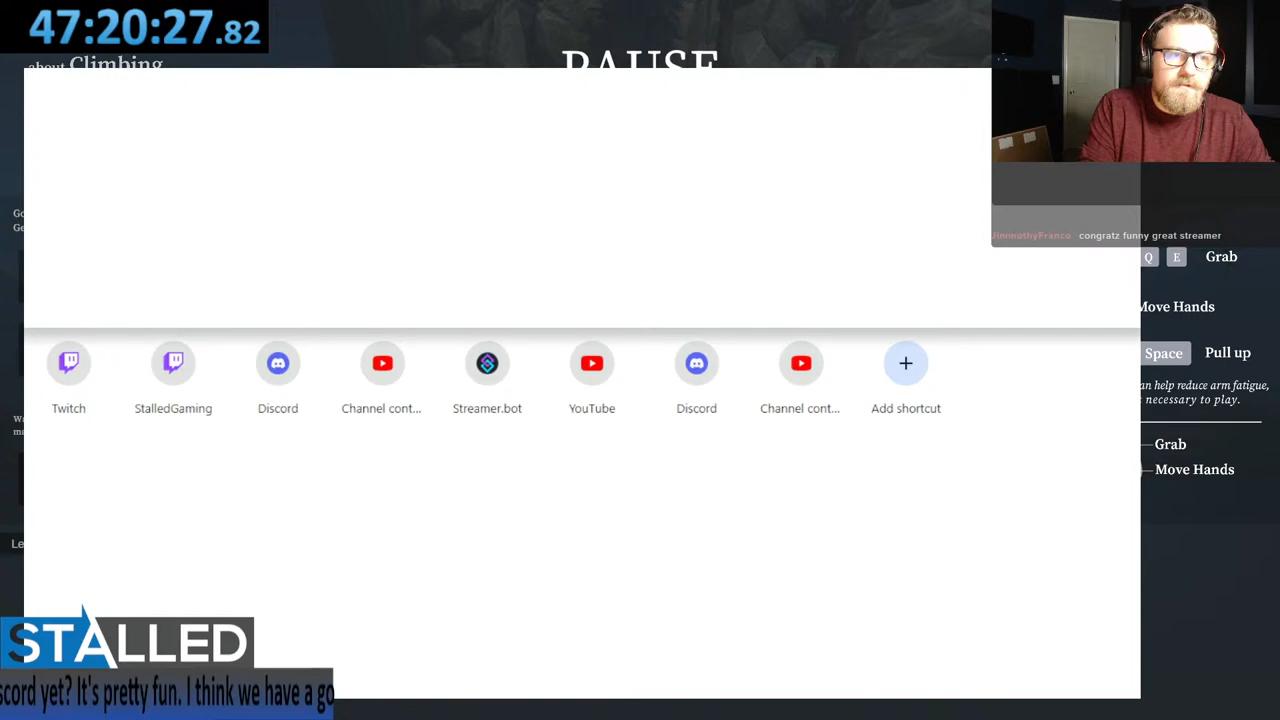 47:20:27.82
about Climbing
PAUSE
JimmothyFranco congratz funny great streamer
Q E Grab
Move Hands
Space Pull up
an help reduce arm fatigue,
necessary to play.
Grab
Move Hands
Twitch
StalledGaming
Discord
Channel cont...
Streamer.bot
YouTube
Discord
Channel cont...
Add shortcut
Le
STALLED
scord yet? It's pretty fun. I think we have a go